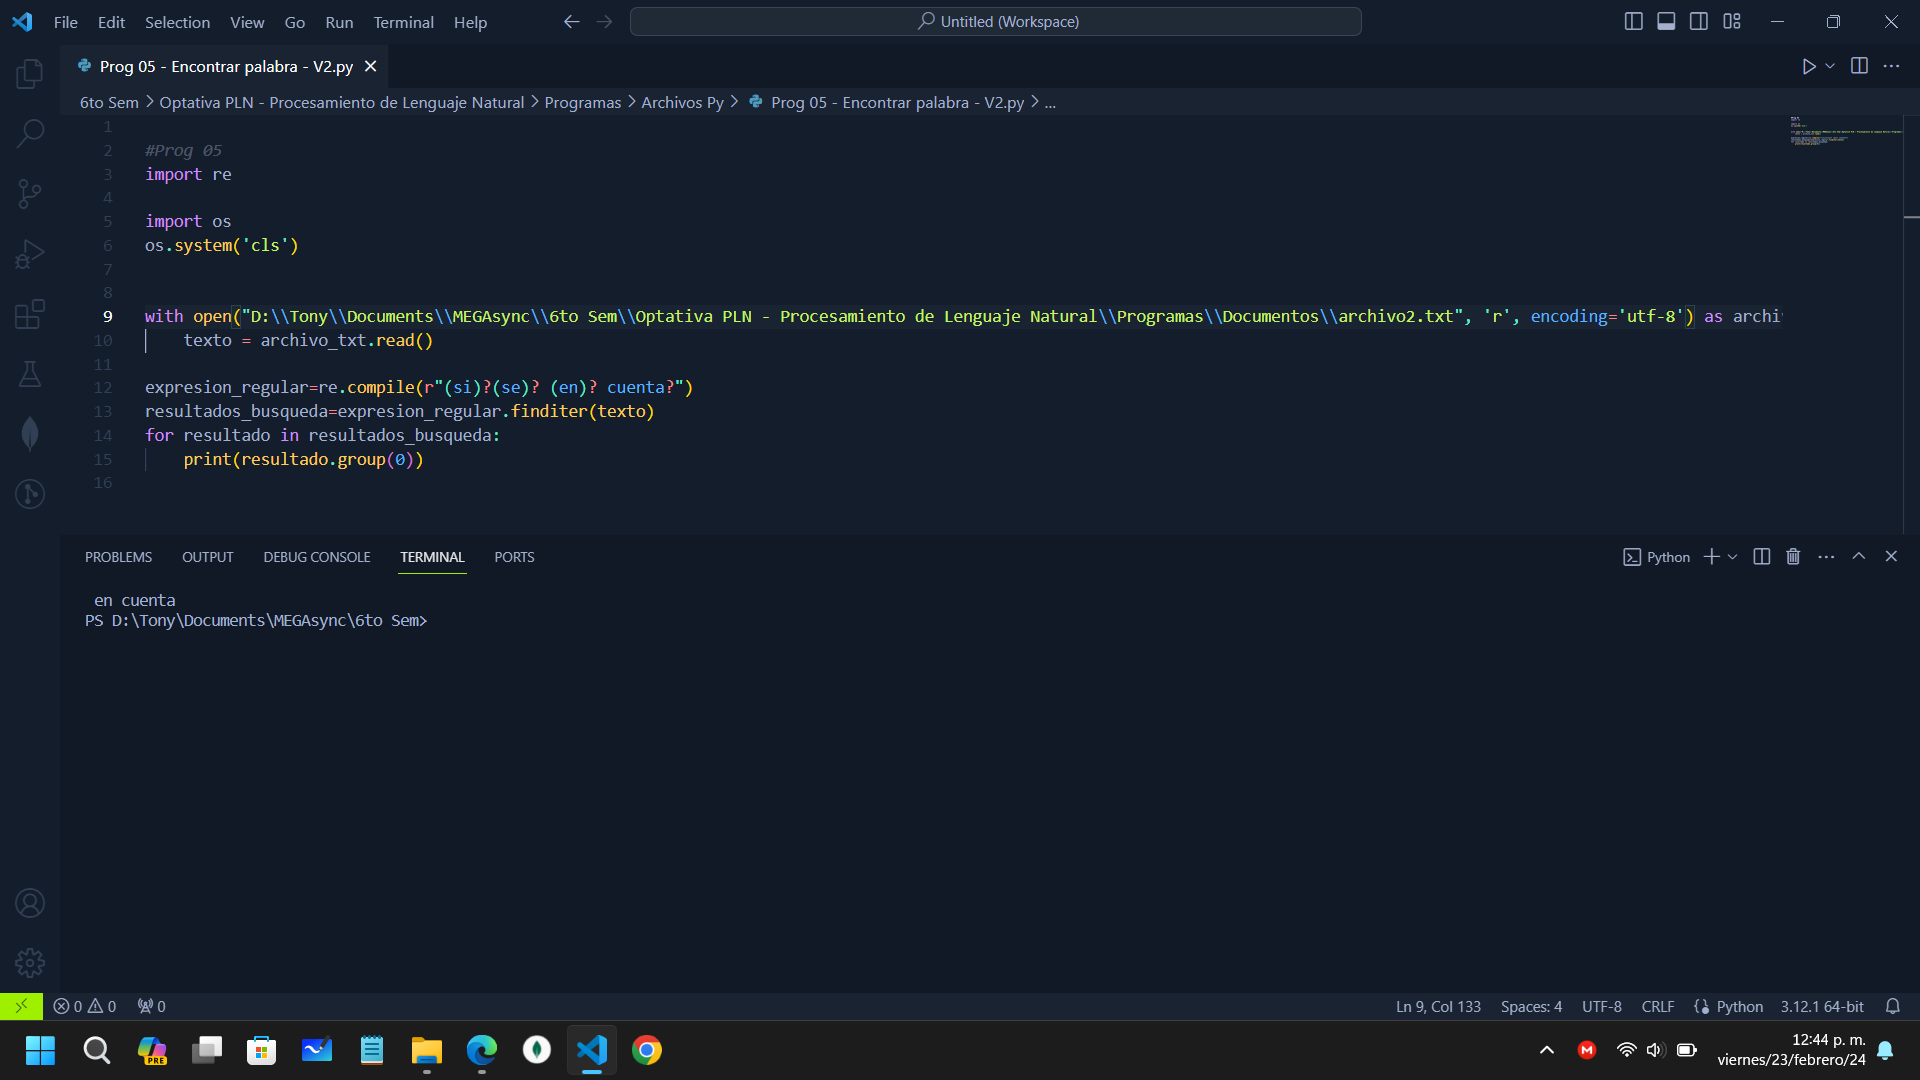 File Edit Selection View Go Run Terminal Help
Untitled (Workspace)
Prog 05 - Encontrar palabra - V2.py
6to Sem > Optativa PLN - Procesamiento de Lenguaje Natural > Programas > Archivos Py > Prog 05 - Encontrar palabra - V2.py > ...
1
2 #Prog 05
3 import re
4
5 import os
6 os.system('cls')
7
8
9 with open("D:\\Tony\\Documents\\MEGAsync\\6to Sem\\Optativa PLN - Procesamiento de Lenguaje Natural\\Programas\\Documentos\\archivo2.txt", 'r', encoding='utf-8') as archi
10 texto = archivo_txt.read()
11
12 expresion_regular=re.compile(r"(si)?(se)? (en)? cuenta?")
13 resultados_busqueda=expresion_regular.finditer(texto)
14 for resultado in resultados_busqueda:
15 print(resultado.group(0))
16
PROBLEMS OUTPUT DEBUG CONSOLE TERMINAL PORTS
Python
en cuenta
PS D:\Tony\Documents\MEGAsync\6to Sem>
0 0 0
Ln 9, Col 133 Spaces: 4 UTF-8 CRLF Python 3.12.1 64-bit
PRE
M
12:44 p. m.
viernes/23/febrero/24